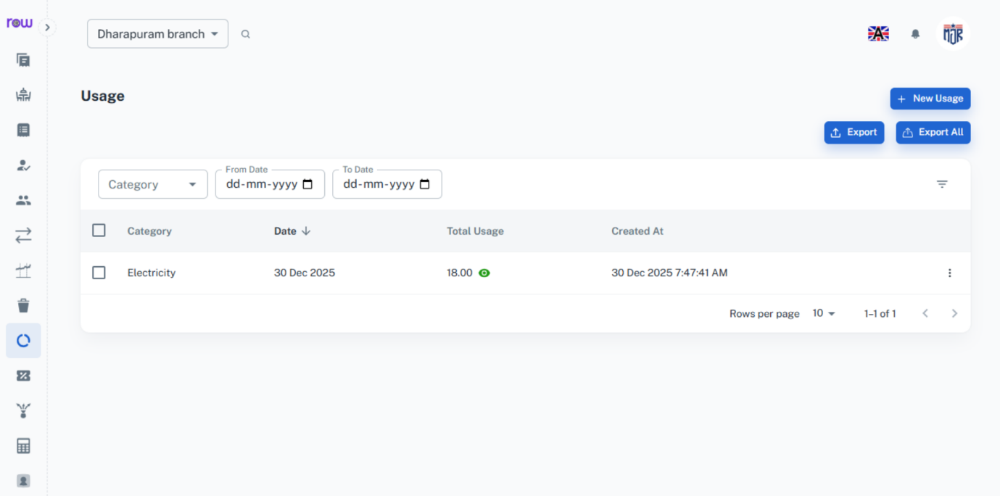 row
Dharapuram branch
A
MJR
Usage
+ New Usage
Export
Export All
Category
From Date
dd-mm-yyyy
To Date
dd-mm-yyyy
Category Date Total Usage Created At
Electricity 30 Dec 2025 18.00 30 Dec 2025 7:47:41 AM
Rows per page 10 1–1 of 1